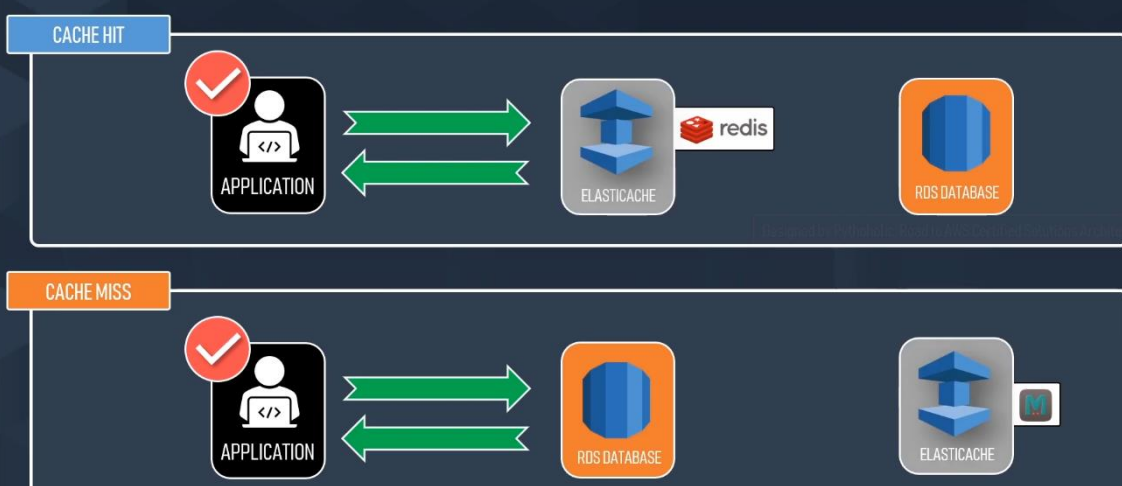 CACHE HIT
APPLICATION
ELASTICACHE
redis
RDS DATABASE
CACHE MISS
APPLICATION
RDS DATABASE
ELASTICACHE
M